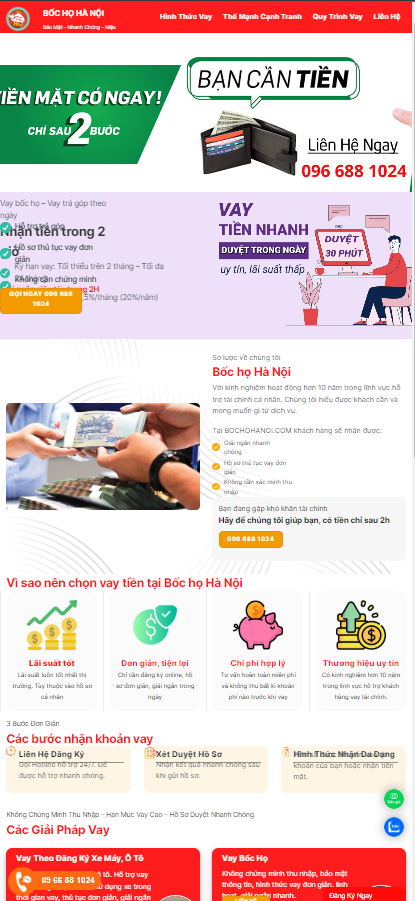 BỐC HỌ HÀ NỘI
Bảo Mật - Nhanh Chóng - Hiệu
Hình Thức Vay
Thế Mạnh Cạnh Tranh
Quy Trình Vay
Liên Hệ
TIỀN MẶT CÓ NGAY!
CHỈ SAU 2 BƯỚC
BẠN CẦN TIỀN
Liên Hệ Ngay
096 688 1024
Vay bốc họ – Vay trả góp theo
ngày
Nhận tiền trong 2
Hỗ trợ trả góp
Hồ sơ thủ tục vay đơn
giản
Kỳ hạn vay: Tối thiểu trên 2 tháng – Tối đa
Không cần chứng minh
2H
GỌI NGAY 096 688
1024
5%/tháng (20%/năm)
VAY
TIỀN NHANH
DUYỆT TRONG NGÀY
uy tín, lãi suất thấp
DUYỆT
30 PHÚT
Sơ lược về chúng tôi
Bốc họ Hà Nội
Với kinh nghiệm hoạt động hơn 10 năm trong lĩnh vực hỗ
trợ tài chính cá nhân. Chúng tôi hiểu được khách cần và
mong muốn gì từ dịch vụ.
Tại BOCHOHANOI.COM khách hàng sẽ nhận được:
Giải ngân nhanh
chóng
Hồ sơ thủ tục vay đơn
giản
Không cần xác minh thu
nhập
Bạn đang gặp khó khăn tài chính
Hãy để chúng tôi giúp bạn, có tiền chỉ sau 2h
096 688 1024
Vì sao nên chọn vay tiền tại Bốc họ Hà Nội
Lãi suất tốt
Lãi suất luôn tốt nhất thị
trường. Tùy thuộc vào hồ sơ
cá nhân
Đơn giản, tiện lợi
Chỉ cần đăng ký online, hồ
sơ đơn giản, giải ngân trong
ngày
Chi phí hợp lý
Tư vấn hoàn toàn miễn phí
và không thu bất kì khoản
phí nào trước khi vay
Thương hiệu uy tín
Có kinh nghiệm hơn 10 năm
trong lĩnh vực hỗ trợ khách
hàng vay tài chính.
3 Bước Đơn Giản
Các bước nhận khoản vay
Liên Hệ Đăng Ký
Gọi Hotline hỗ trợ 24/7. Để
được hỗ trợ nhanh chóng.
Xét Duyệt Hồ Sơ
Nhận kết quả nhanh chóng sau
khi gửi hồ sơ.
Hình Thức Nhận Đa Dạng
khoản của bạn hoặc nhận tiền
mặt.
Không Chứng Minh Thu Nhập - Hạn Mức Vay Cao – Hồ Sơ Duyệt Nhanh Chóng
Các Giải Pháp Vay
Vay Theo Đăng Ký Xe Máy, Ô Tô
tô. Hỗ trợ vay
09 66 88 1024
sử dụng xe trong
thời gian vay, thủ tục đơn giản, giải ngân
Vay Bốc Họ
Không chứng minh thu nhập, bảo mật
thông tin, hình thức vay đơn giản. linh
hoạt, giải ngân nhanh.
Đăng Ký Ngay
Zalo